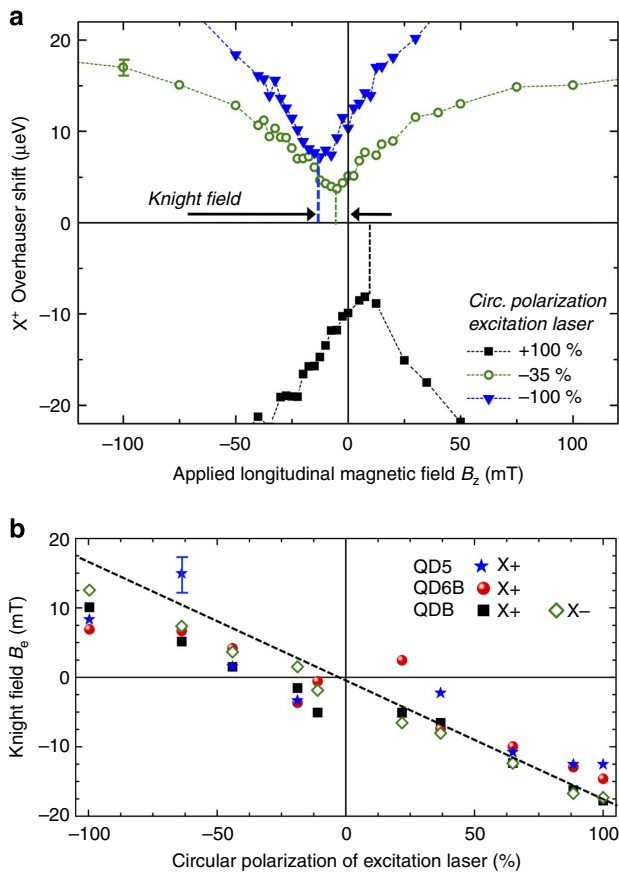 a
20
10
0
−10
−20
X+ Overhauser shift (μeV)
Knight field
Circ. polarization
excitation laser
+100 %
−35 %
−100 %
−100
−50
0
50
100
Applied longitudinal magnetic field Bz (mT)
b
20
10
0
−10
−20
Knight field Be (mT)
QD5 X+
QD6B X+
QDB X+ X−
−100
−50
0
50
100
Circular polarization of excitation laser (%)